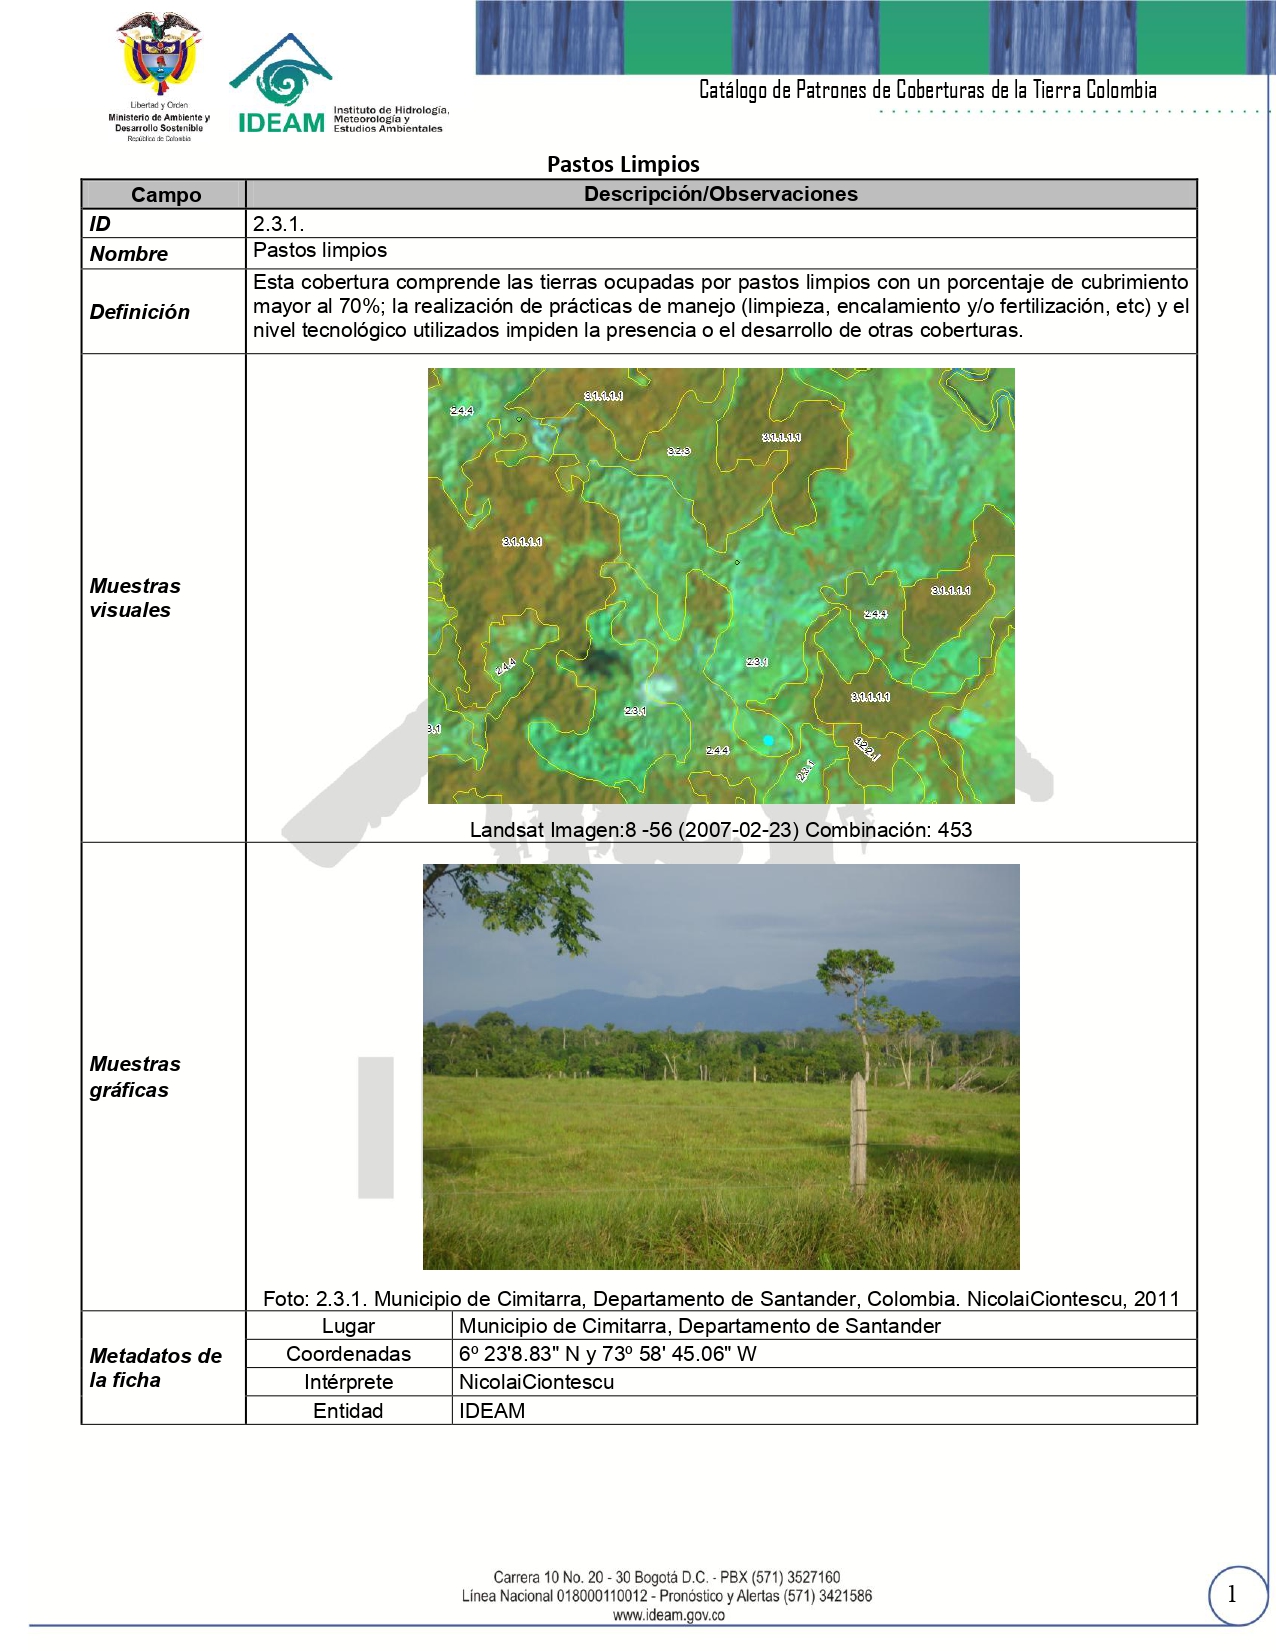 Libertad y Orden
Ministerio de Ambiente y
Desarrollo Sostenible
República de Colombia
IDEAM
Instituto de Hidrología,
Meteorología y
Estudios Ambientales
Catálogo de Patrones de Coberturas de la Tierra Colombia
Pastos Limpios
Campo Descripción/Observaciones
ID 2.3.1.
Nombre Pastos limpios
Definición
Esta cobertura comprende las tierras ocupadas por pastos limpios con un porcentaje de cubrimiento
mayor al 70%; la realización de prácticas de manejo (limpieza, encalamiento y/o fertilización, etc) y el
nivel tecnológico utilizados impiden la presencia o el desarrollo de otras coberturas.
Muestras
visuales
3.1.1.1.1
2.4.4
3.1.1.1.1
3.2.3
3.1.1.1.1
3.1.1.1.1
2.4.4
2.4.4
2.3.1
3.1.1.1.1
2.3.1
3.1
2.4.4
3.2.2.1
2.3.1
Landsat Imagen:8 -56 (2007-02-23) Combinación: 453
Muestras
gráficas
Foto: 2.3.1. Municipio de Cimitarra, Departamento de Santander, Colombia. NicolaiCiontescu, 2011
Metadatos de
la ficha
Lugar Municipio de Cimitarra, Departamento de Santander
Coordenadas 6º 23'8.83" N y 73º 58' 45.06" W
Intérprete NicolaiCiontescu
Entidad IDEAM
Carrera 10 No. 20 - 30 Bogotá D.C. - PBX (571) 3527160
Línea Nacional 018000110012 - Pronóstico y Alertas (571) 3421586
www.ideam.gov.co
1